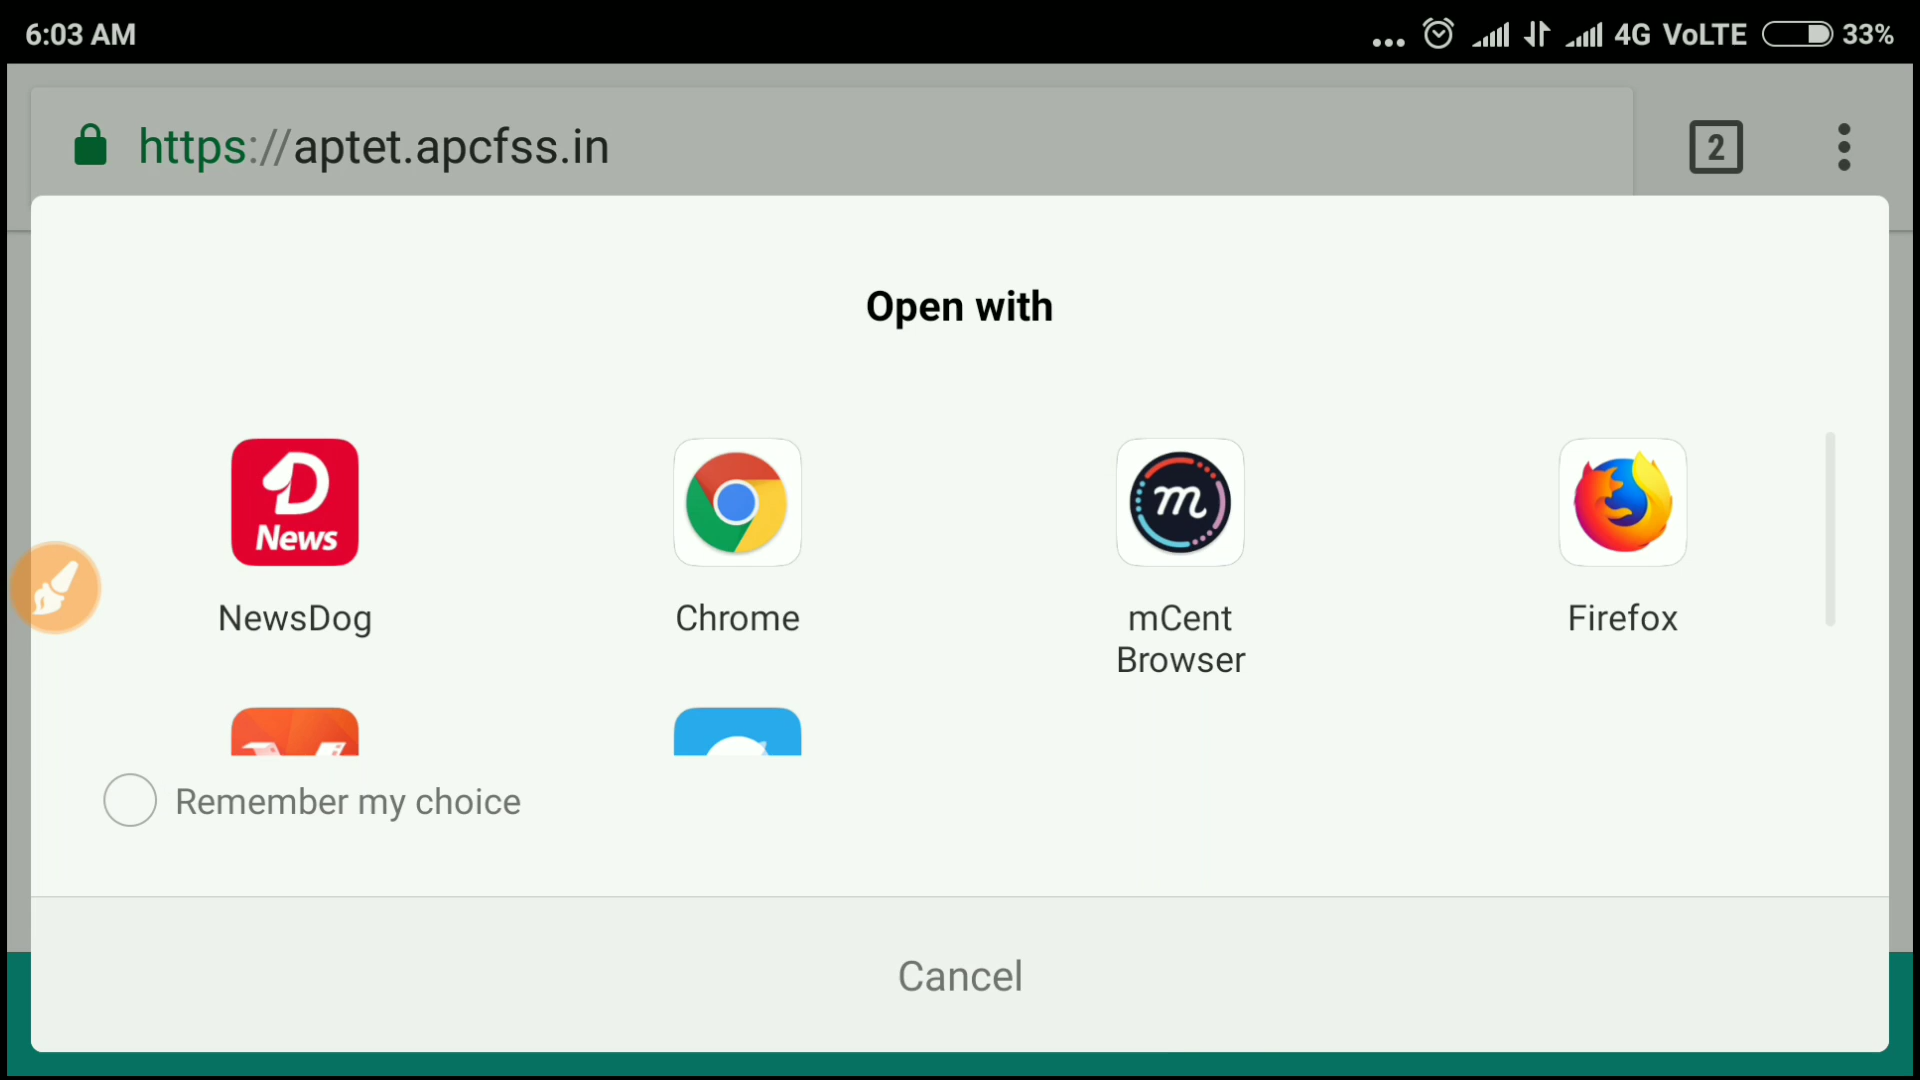 6:03 AM
4G VoLTE 33%
https://aptet.apcfss.in
2
Open with
News
m
NewsDog
Chrome
mCent
Browser
Firefox
Remember my choice
Cancel